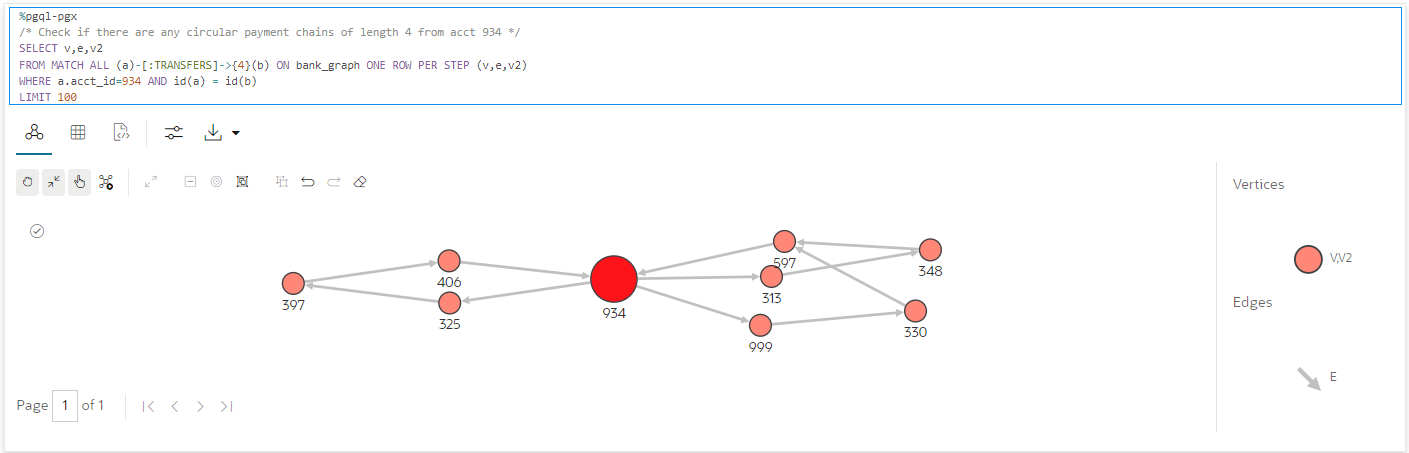 %pgql-pgx
/* Check if there are any circular payment chains of length 4 from acct 934 */
SELECT v,e,v2
FROM MATCH ALL (a)-[:TRANSFERS]->{4}(b) ON bank_graph ONE ROW PER STEP (v,e,v2)
WHERE a.acct_id=934 AND id(a) = id(b)
LIMIT 100
Vertices
V,V2
Edges
E
597
348
406
313
397
934
325
330
999
Page 1 of 1